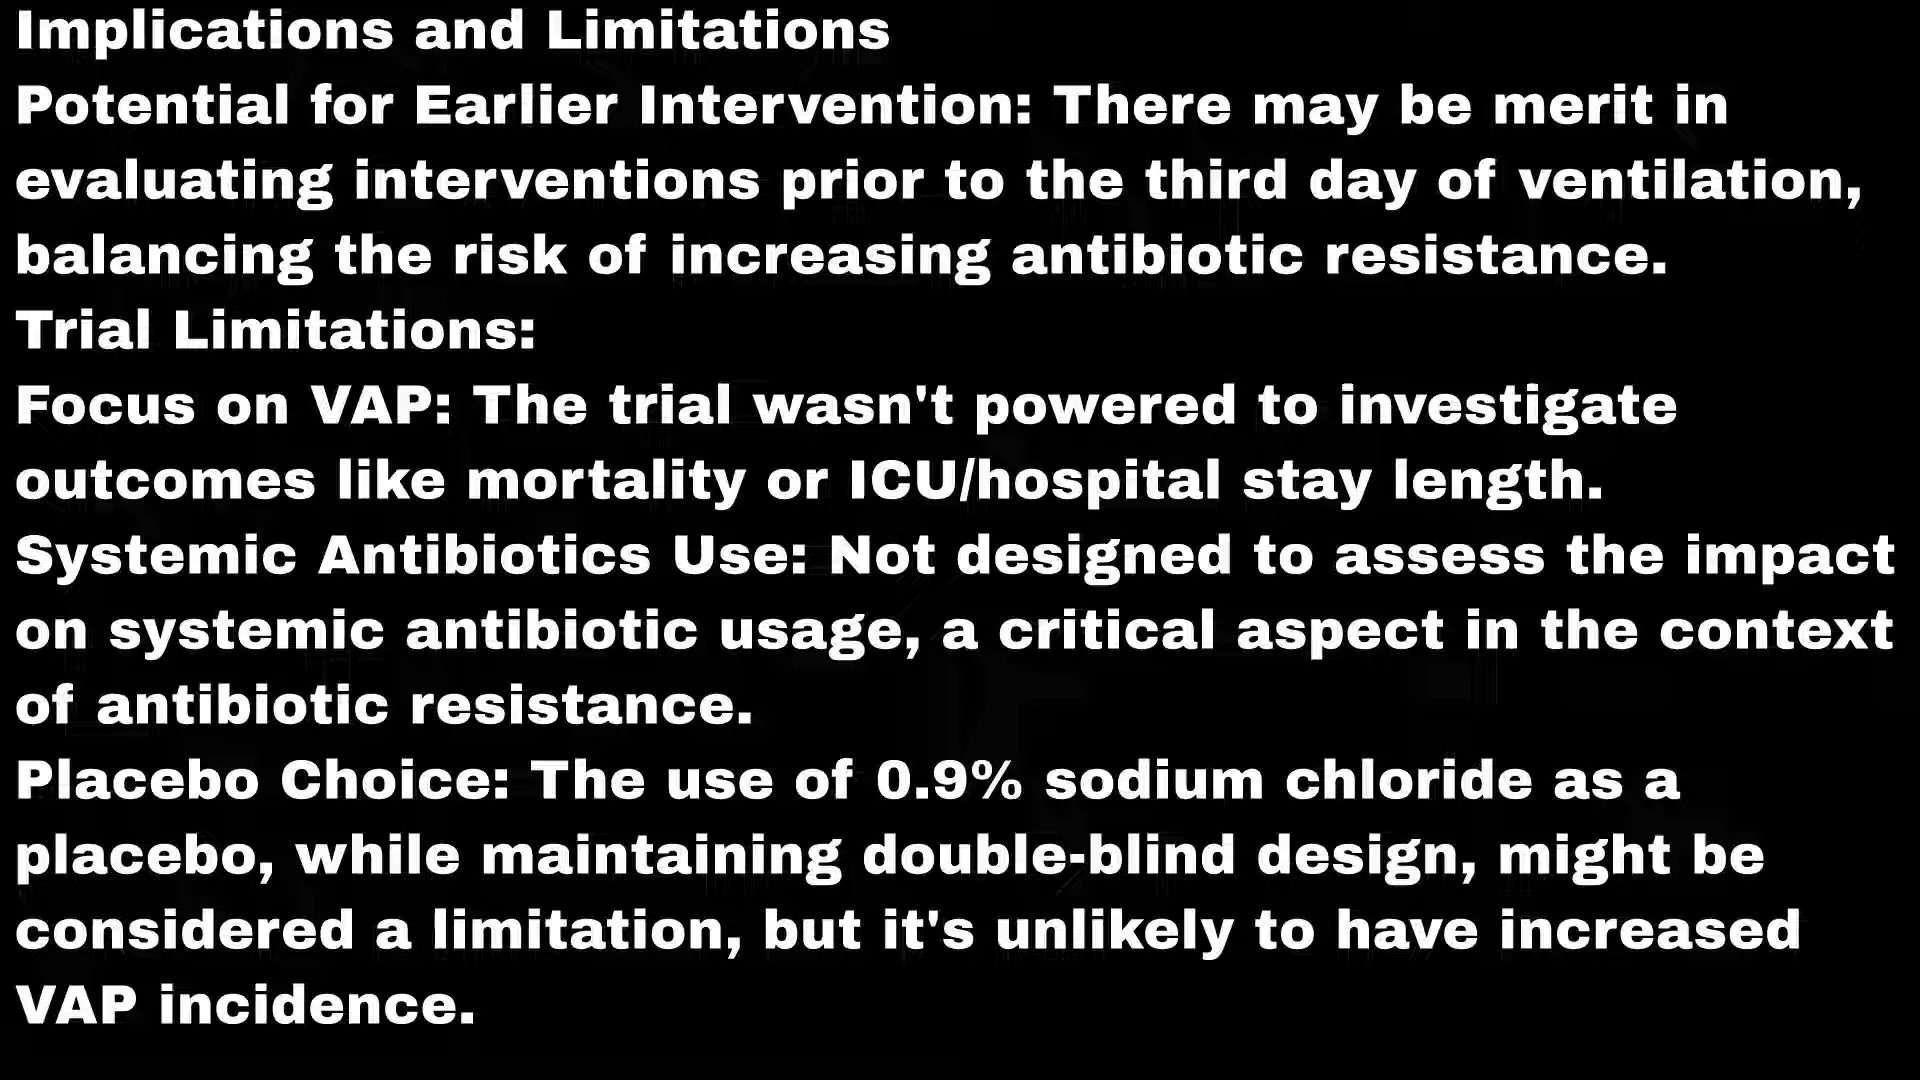 Implications and Limitations
Potential for Earlier Intervention: There may be merit in
evaluating interventions prior to the third day of ventilation,
balancing the risk of increasing antibiotic resistance.
Trial Limitations:
Focus on VAP: The trial wasn't powered to investigate
outcomes like mortality or ICU/hospital stay length.
Systemic Antibiotics Use: Not designed to assess the impact
on systemic antibiotic usage, a critical aspect in the context
of antibiotic resistance.
Placebo Choice: The use of 0.9% sodium chloride as a
placebo, while maintaining double-blind design, might be
considered a limitation, but it's unlikely to have increased
VAP incidence.